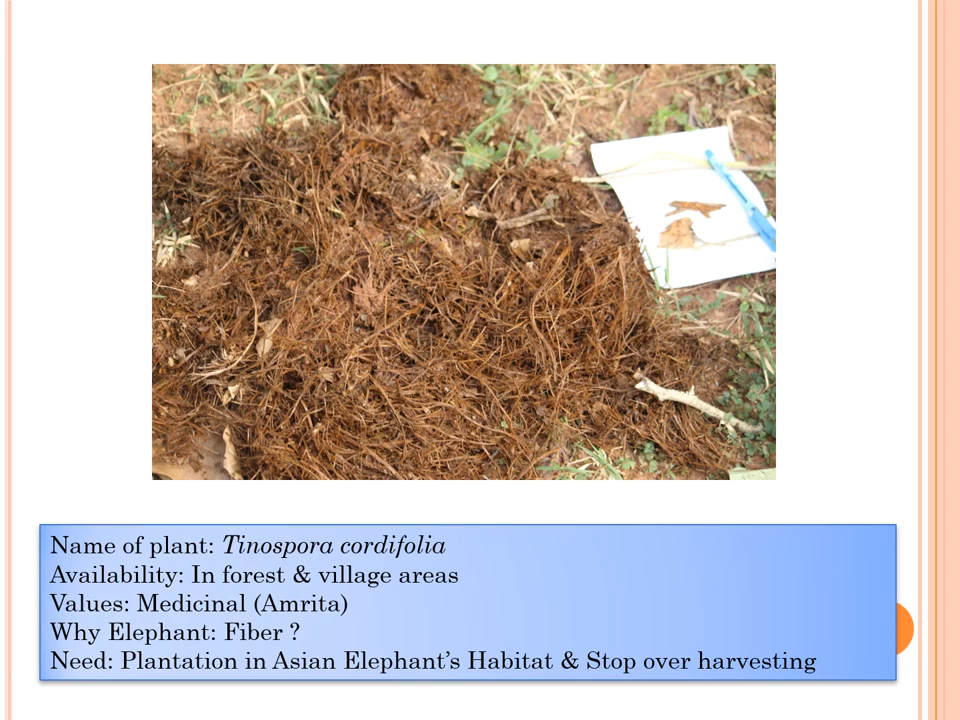 Name of plant: Tinospora cordifolia
Availability: In forest & village areas
Values: Medicinal (Amrita)
Why Elephant: Fiber ?
Need: Plantation in Asian Elephant’s Habitat & Stop over harvesting